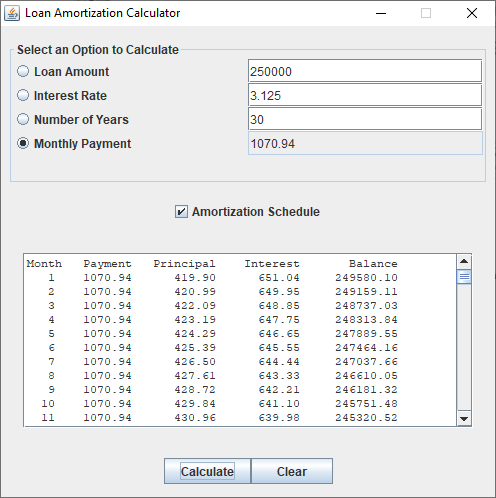 Loan Amortization Calculator
Select an Option to Calculate
Loan Amount 250000
Interest Rate 3.125
Number of Years 30
Monthly Payment 1070.94
Amortization Schedule
Month Payment Principal Interest Balance
1 1070.94 419.90 651.04 249580.10
2 1070.94 420.99 649.95 249159.11
3 1070.94 422.09 648.85 248737.03
4 1070.94 423.19 647.75 248313.84
5 1070.94 424.29 646.65 247889.55
6 1070.94 425.39 645.55 247464.16
7 1070.94 426.50 644.44 247037.66
8 1070.94 427.61 643.33 246610.05
9 1070.94 428.72 642.21 246181.32
10 1070.94 429.84 641.10 245751.48
11 1070.94 430.96 639.98 245320.52
Calculate Clear